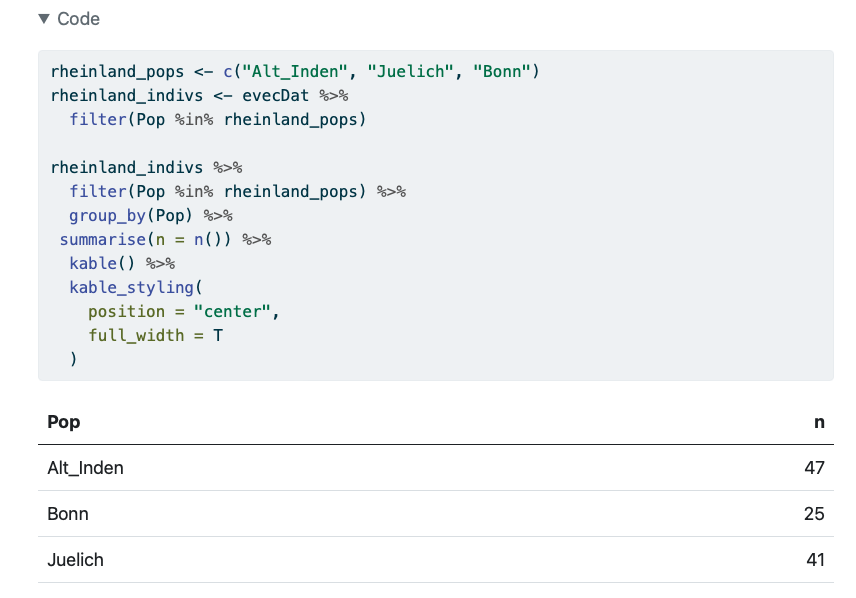 Code
rheinland_pops <- c("Alt_Inden", "Juelich", "Bonn")
rheinland_indivs <- evecDat %>%
  filter(Pop %in% rheinland_pops)

rheinland_indivs %>%
  filter(Pop %in% rheinland_pops) %>%
  group_by(Pop) %>%
 summarise(n = n()) %>%
  kable() %>%
  kable_styling(
    position = "center",
    full_width = T
  )
Pop n
Alt_Inden 47
Bonn 25
Juelich 41